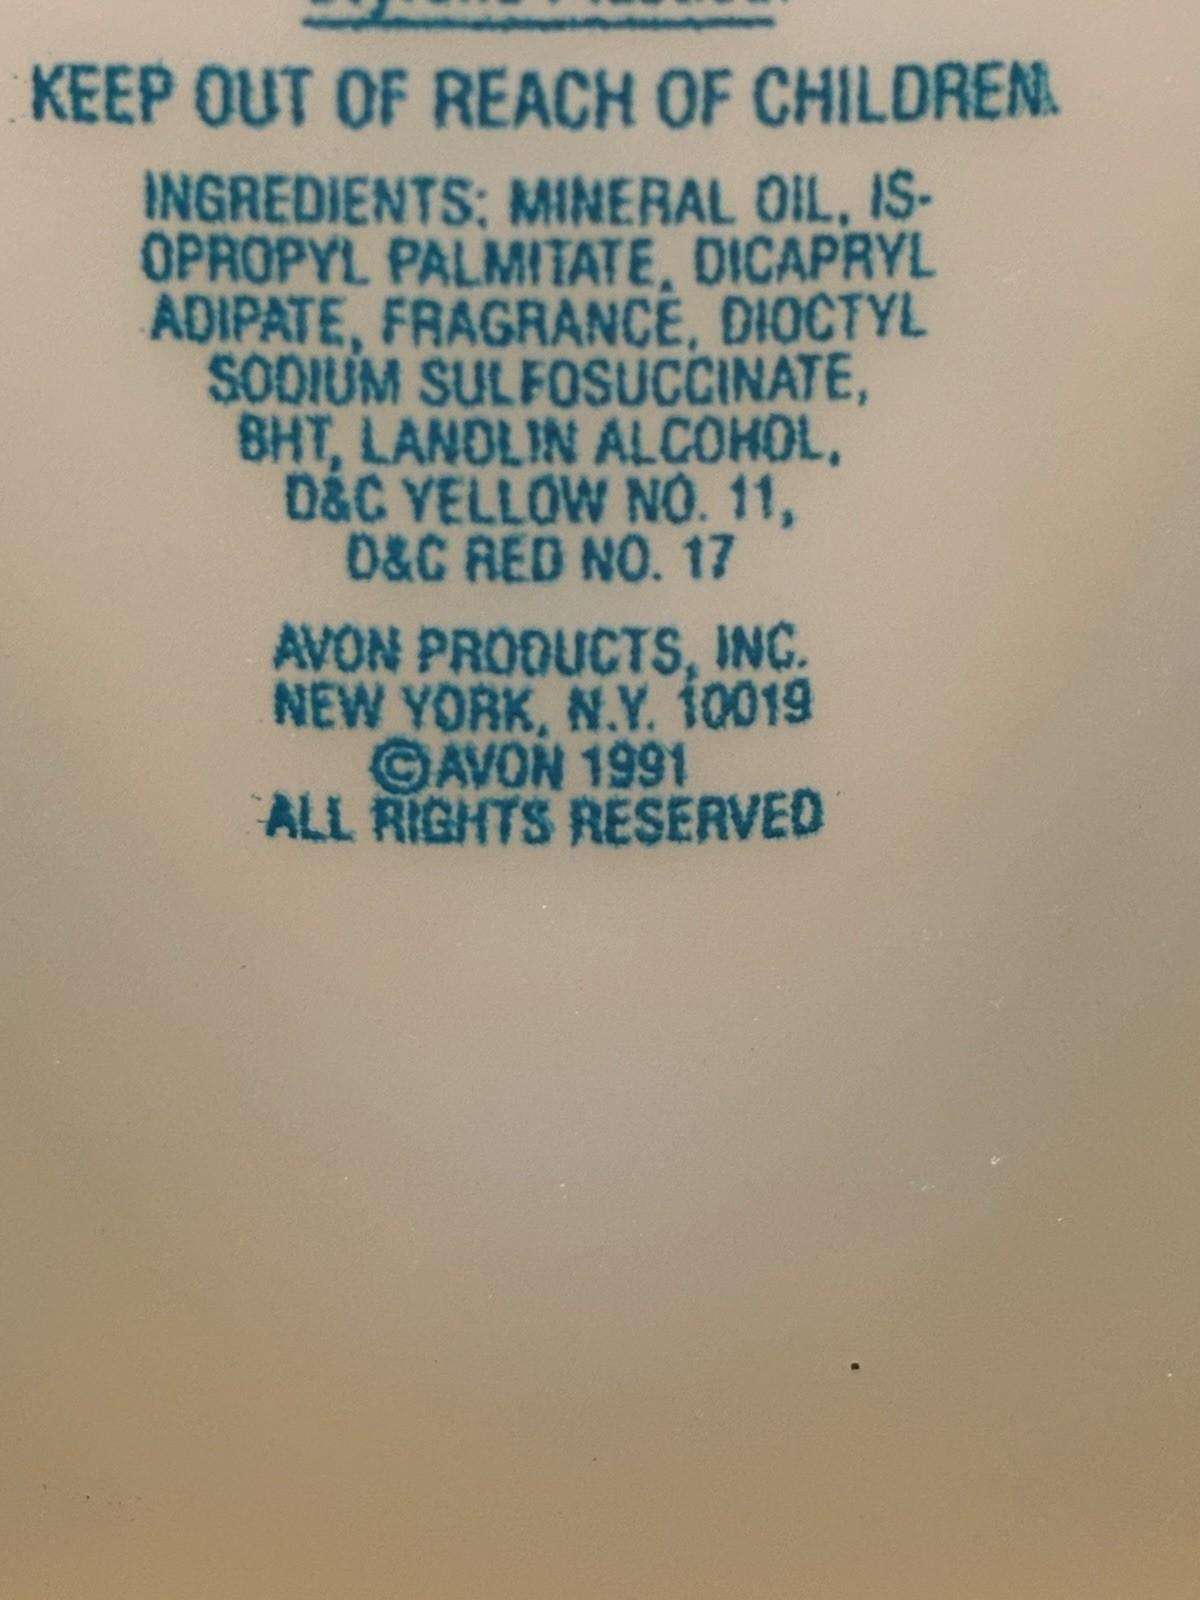 KEEP OUT OF REACH OF CHILDREN.
INGREDIENTS: MINERAL OIL, IS-
OPROPYL PALMITATE, DICAPRYL
ADIPATE, FRAGRANCE, DIOCTYL
SODIUM SULFOSUCCINATE,
BHT, LANOLIN ALCOHOL,
D&C YELLOW NO. 11,
D&C RED NO. 17
AVON PRODUCTS, INC.
NEW YORK, N.Y. 10019
©AVON 1991
ALL RIGHTS RESERVED